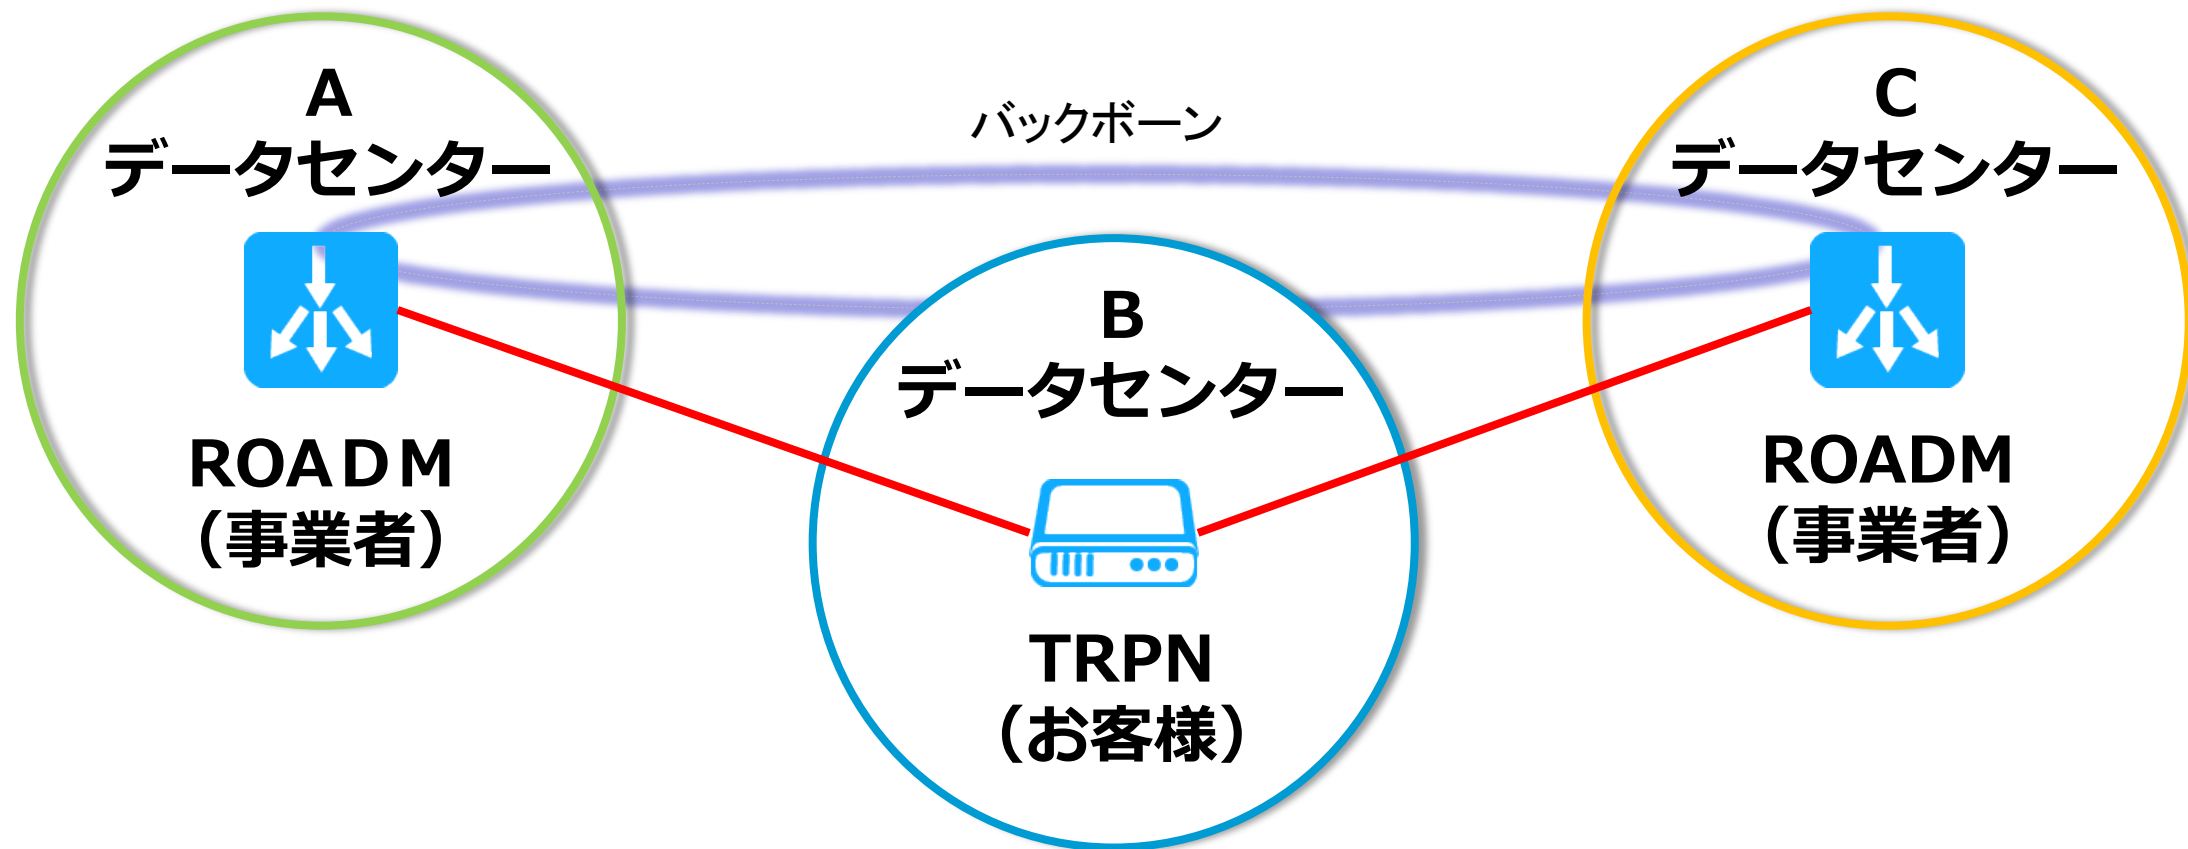 A
データセンター
ROADM
（事業者）
バックボーン
B
データセンター
TRPN
（お客様）
C
データセンター
ROADM
（事業者）